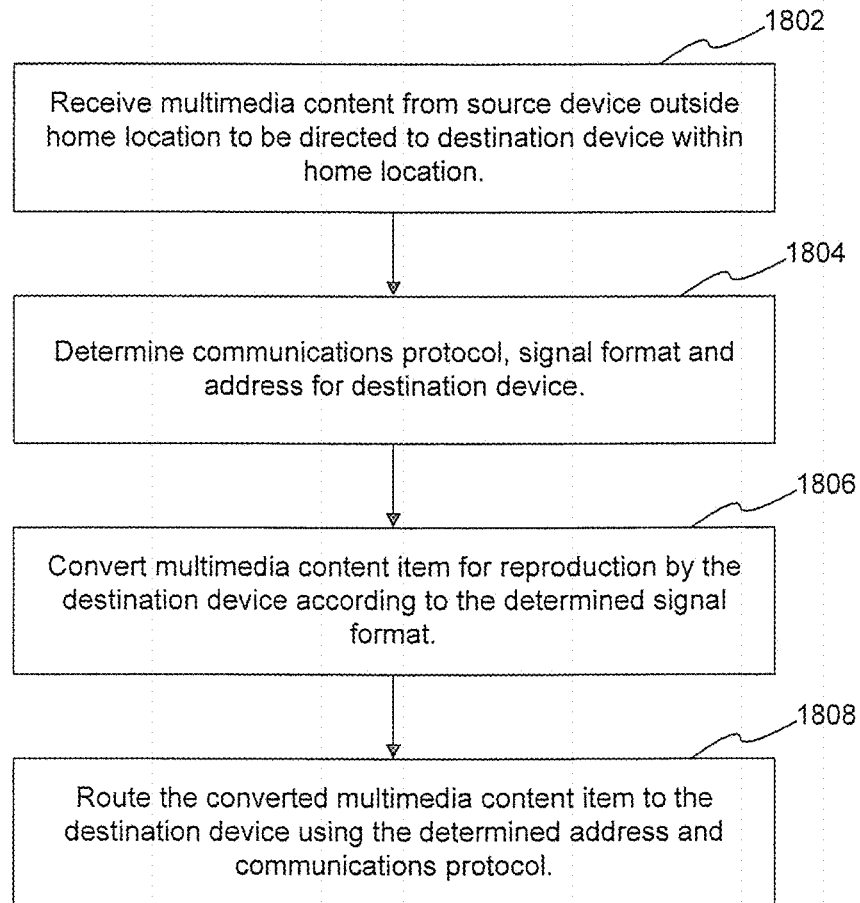 1802
Receive multimedia content from source device outside
home location to be directed to destination device within
home location.
1804
Determine communications protocol, signal format and
address for destination device.
1806
Convert multimedia content item for reproduction by the
destination device according to the determined signal
format.
1808
Route the converted multimedia content item to the
destination device using the determined address and
communications protocol.